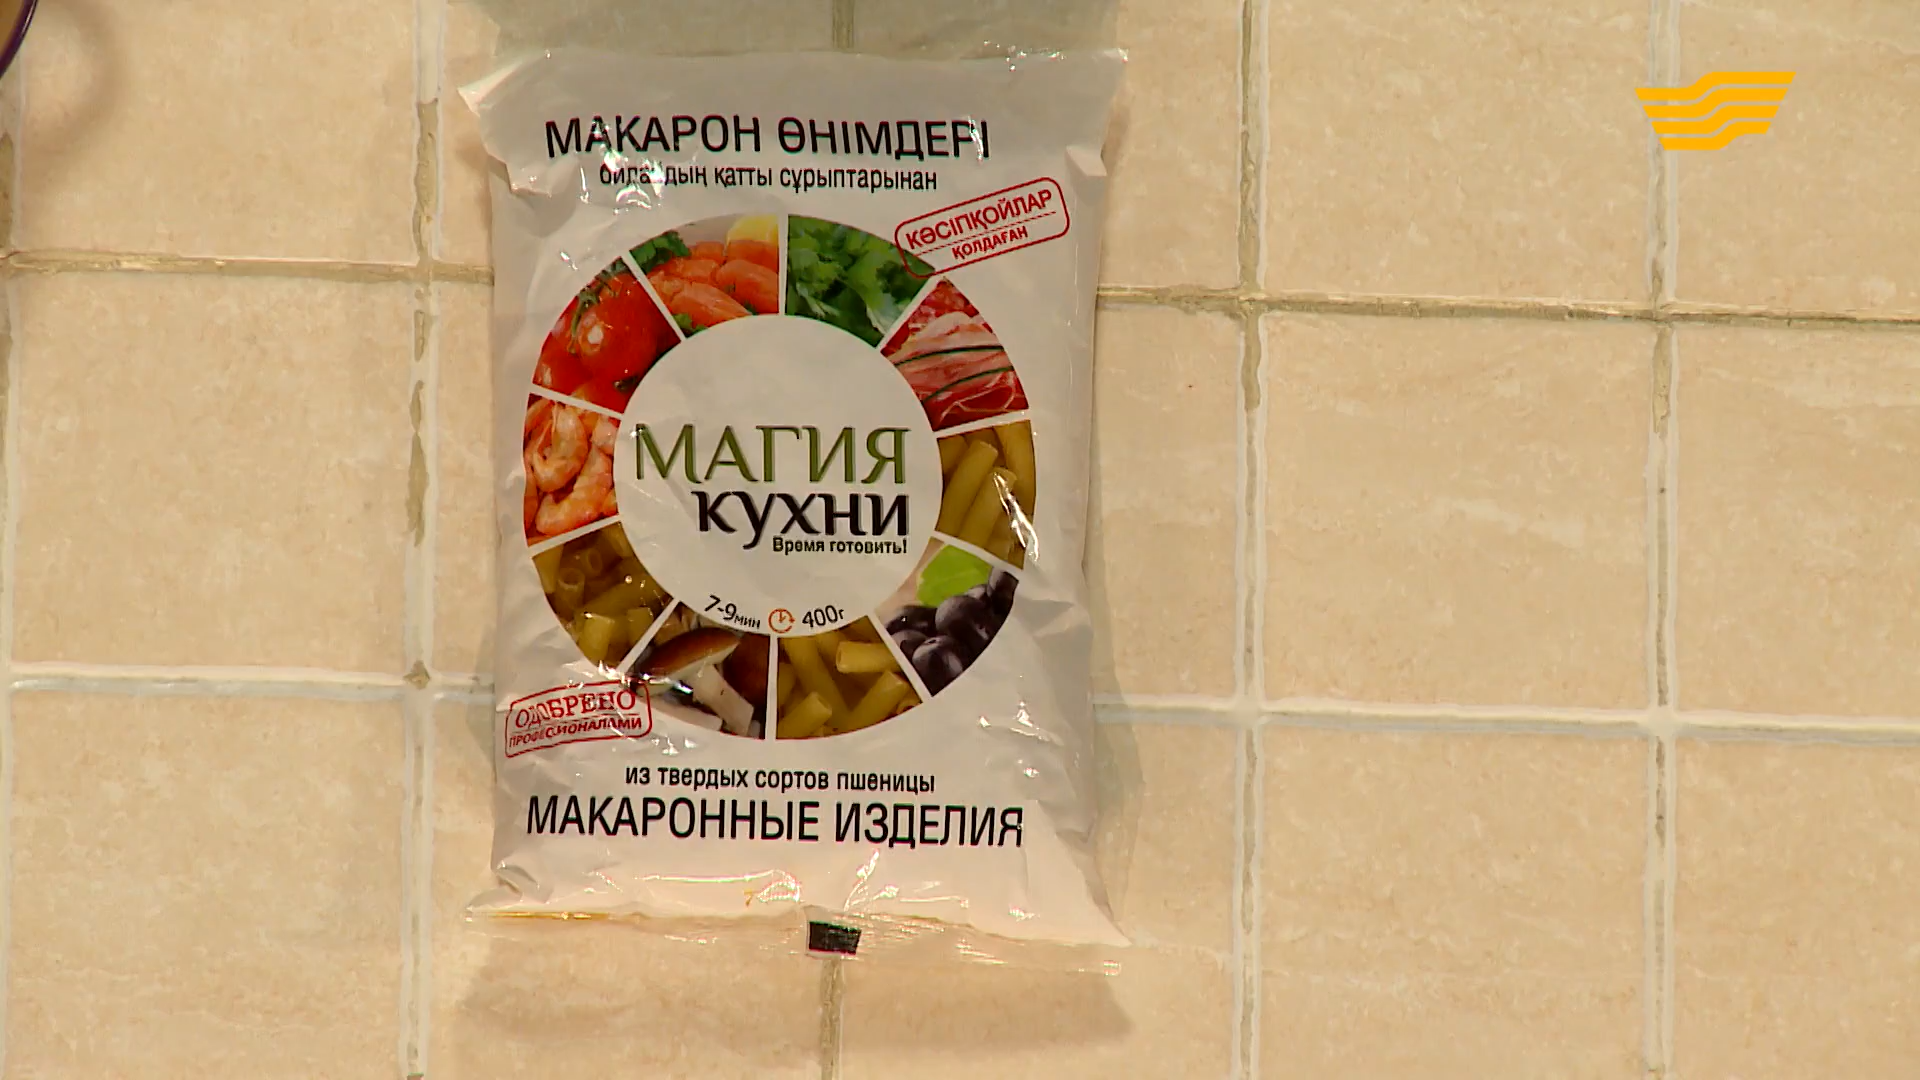 МАКАРОН ӨНІМДЕРІ
бидайдың қатты сұрыптарынан
КӘСІПҚОЙЛАР
ҚОЛДАҒАН
МАГИЯ
КУХНИ
Время готовить!
7-9мин 400г
ОДОБРЕНО
ПРОФЕССИОНАЛАМИ
из твердых сортов пшеницы
МАКАРОННЫЕ ИЗДЕЛИЯ